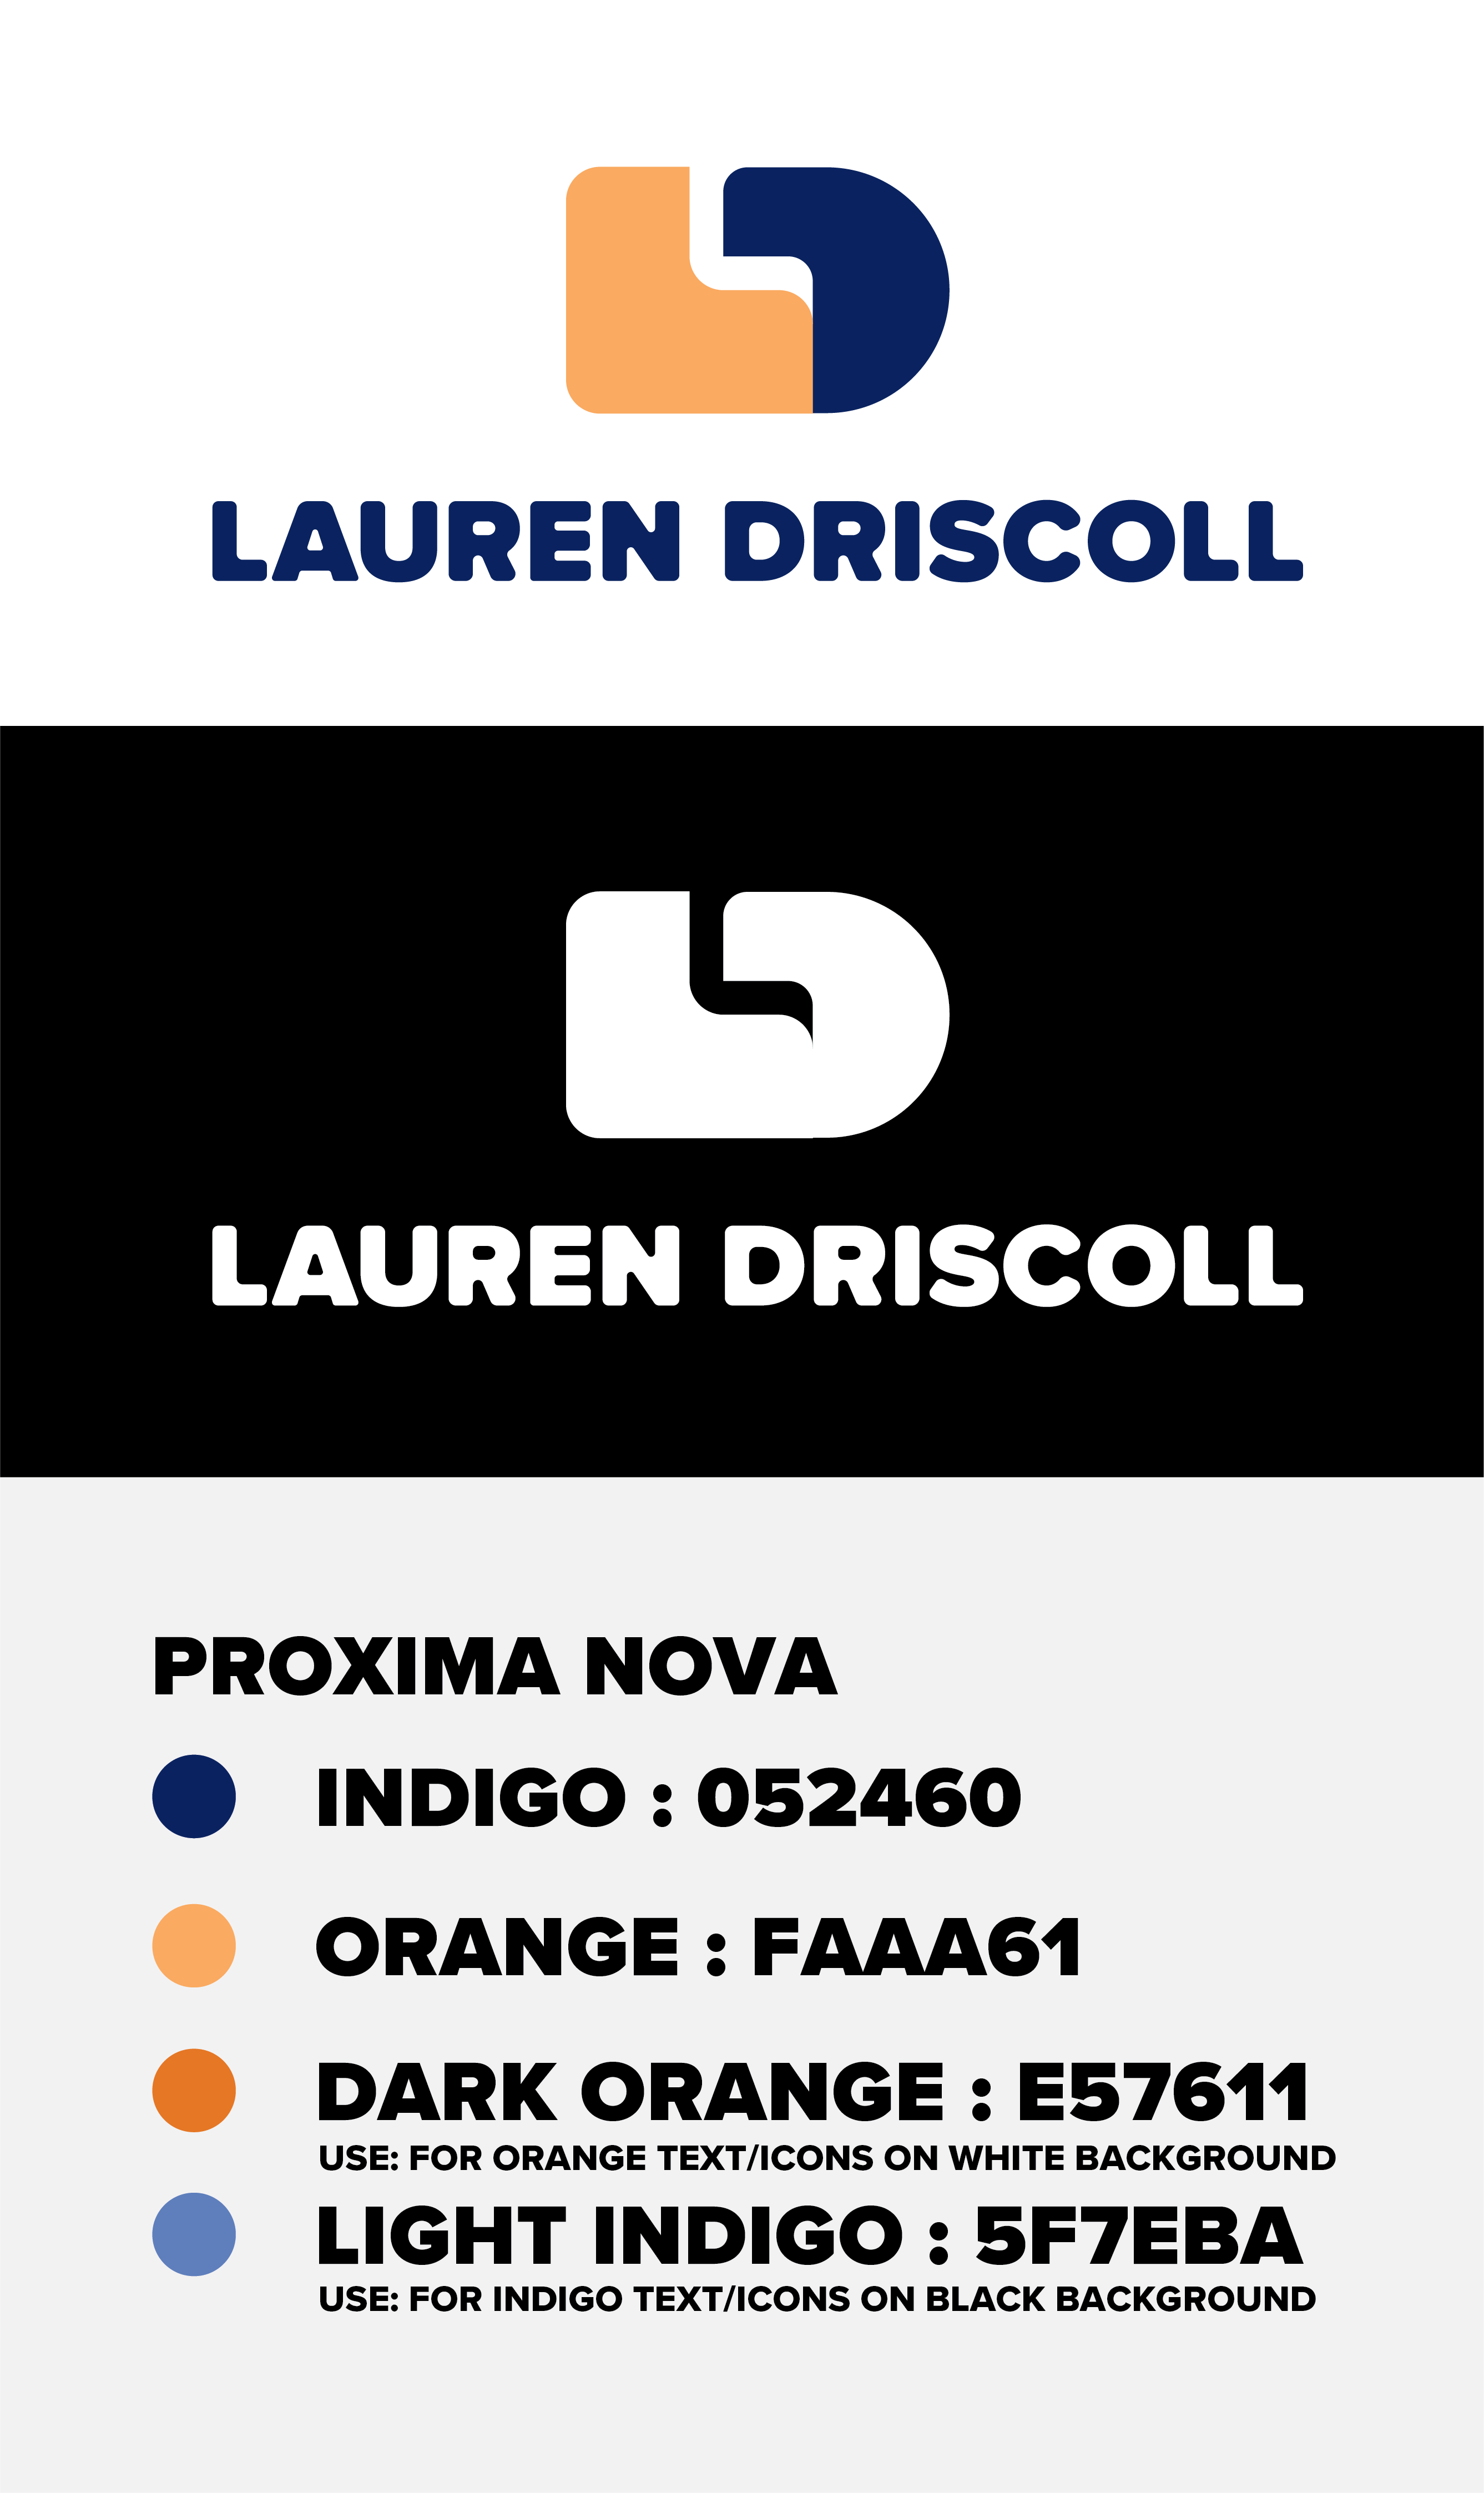 LAUREN DRISCOLL
LAUREN DRISCOLL
PROXIMA NOVA
INDIGO : 052460
ORANGE : FAAA61
DARK ORANGE : E57611
USE: FOR ORANGE TEXT/ICONS ON WHITE BACKGROUND
LIGHT INDIGO : 5F7EBA
USE: FOR INDIGO TEXT/ICONS ON BLACK BACKGROUND